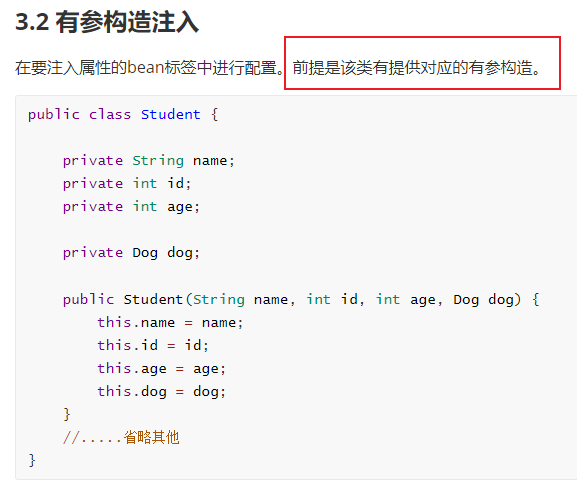 3.2 有参构造注入
在要注入属性的bean标签中进行配置。前提是该类有提供对应的有参构造。
public class Student {
    private String name;
    private int id;
    private int age;
    private Dog dog;
    public Student(String name, int id, int age, Dog dog) {
        this.name = name;
        this.id = id;
        this.age = age;
        this.dog = dog;
    }
    //.....省略其他
}